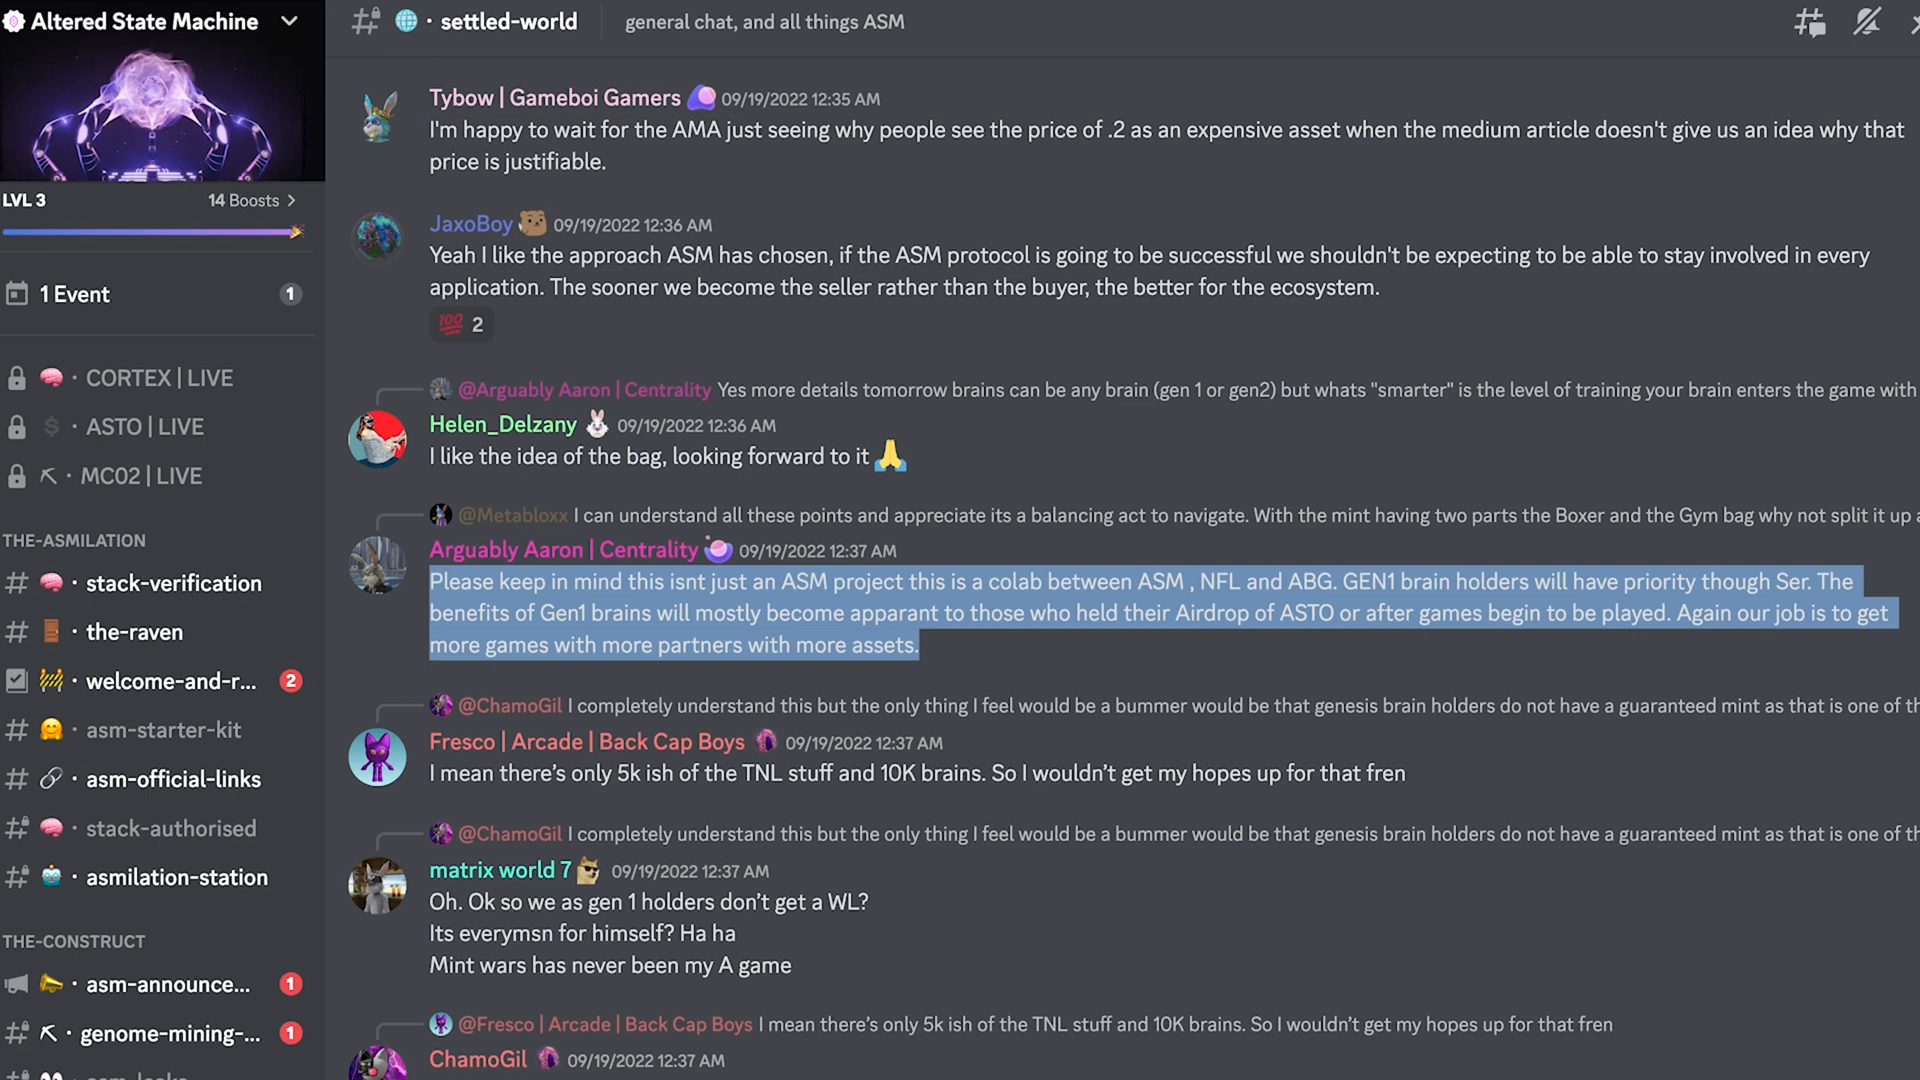 Altered State Machine
LVL 3
14 Boosts
1 Event
1
CORTEX | LIVE
ASTO | LIVE
MC02 | LIVE
THE-ASMILATION
stack-verification
the-raven
welcome-and-r...
2
asm-starter-kit
asm-official-links
stack-authorised
asmilation-station
THE-CONSTRUCT
asm-announce...
1
genome-mining-...
1
settled-world
general chat, and all things ASM
Tybow | Gameboi Gamers 09/19/2022 12:35 AM
I'm happy to wait for the AMA just seeing why people see the price of .2 as an expensive asset when the medium article doesn't give us an idea why that
price is justifiable.
JaxoBoy 09/19/2022 12:36 AM
Yeah I like the approach ASM has chosen, if the ASM protocol is going to be successful we shouldn't be expecting to be able to stay involved in every
application. The sooner we become the seller rather than the buyer, the better for the ecosystem.
💯 2
@Arguably Aaron | Centrality Yes more details tomorrow brains can be any brain (gen 1 or gen2) but whats "smarter" is the level of training your brain enters the game with
Helen_Delzany 09/19/2022 12:36 AM
I like the idea of the bag, looking forward to it 🙏
@Metabloxx I can understand all these points and appreciate its a balancing act to navigate. With the mint having two parts the Boxer and the Gym bag why not split it up
Arguably Aaron | Centrality 09/19/2022 12:37 AM
Please keep in mind this isnt just an ASM project this is a colab between ASM , NFL and ABG. GEN1 brain holders will have priority though Ser. The
benefits of Gen1 brains will mostly become apparant to those who held their Airdrop of ASTO or after games begin to be played. Again our job is to get
more games with more partners with more assets.
@ChamoGil I completely understand this but the only thing I feel would be a bummer would be that genesis brain holders do not have a guaranteed mint as that is one of
Fresco | Arcade | Back Cap Boys 09/19/2022 12:37 AM
I mean there's only 5k ish of the TNL stuff and 10K brains. So I wouldn't get my hopes up for that fren
@ChamoGil I completely understand this but the only thing I feel would be a bummer would be that genesis brain holders do not have a guaranteed mint as that is one of
matrix world 7 09/19/2022 12:37 AM
Oh. Ok so we as gen 1 holders don't get a WL?
Its everymsn for himself? Ha ha
Mint wars has never been my A game
@Fresco | Arcade | Back Cap Boys I mean there's only 5k ish of the TNL stuff and 10K brains. So I wouldn't get my hopes up for that fren
ChamoGil 09/19/2022 12:37 AM